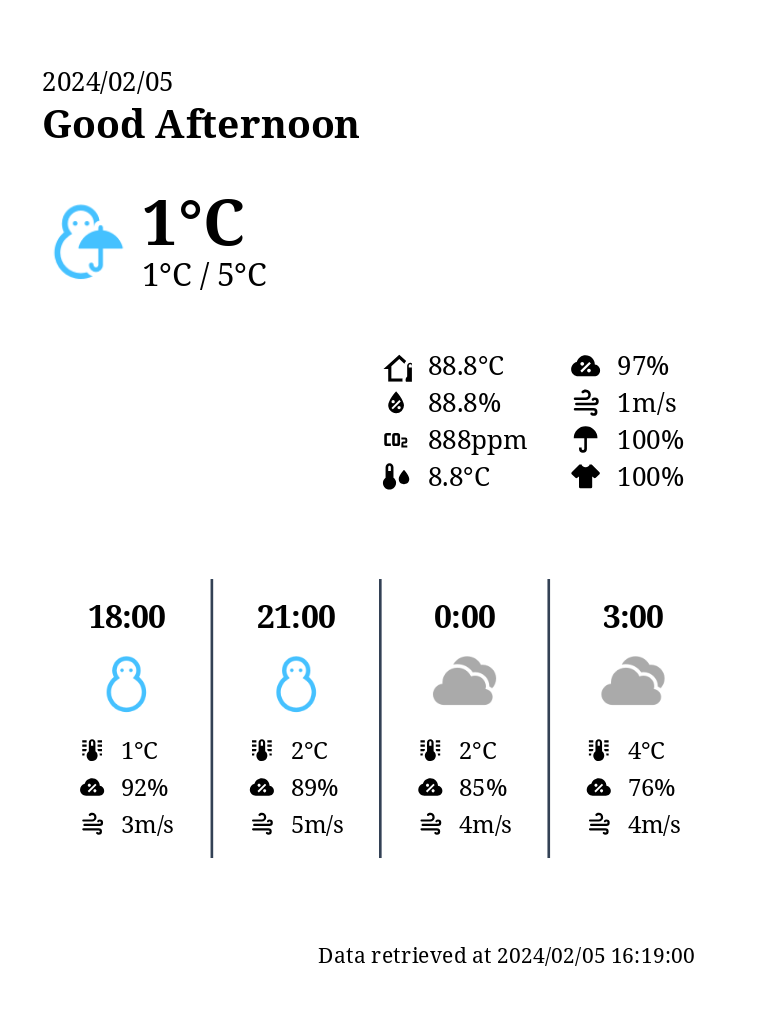 2024/02/05
Good Afternoon
1°C
1°C / 5°C
88.8°C 97%
88.8% 1m/s
CO₂ 888ppm 100%
8.8°C 100%
18:00 21:00 0:00 3:00
1°C 2°C 2°C 4°C
92% 89% 85% 76%
3m/s 5m/s 4m/s 4m/s
Data retrieved at 2024/02/05 16:19:00